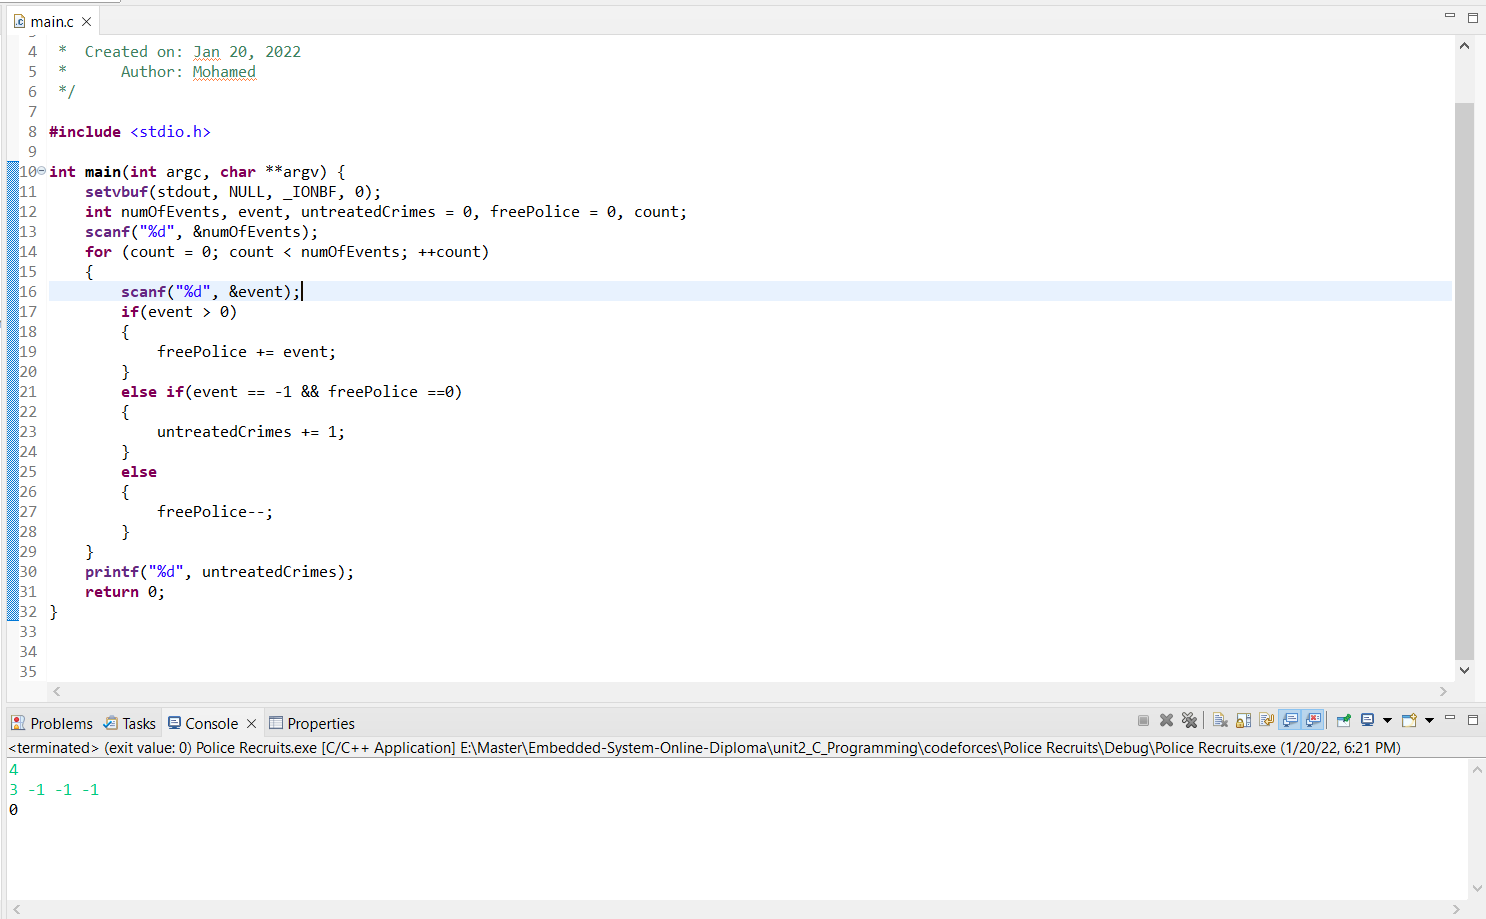 main.c
4 *  Created on: Jan 20, 2022
5 *      Author: Mohamed
6 */
7
8 #include <stdio.h>
9
10 int main(int argc, char **argv) {
11     setvbuf(stdout, NULL, _IONBF, 0);
12     int numOfEvents, event, untreatedCrimes = 0, freePolice = 0, count;
13     scanf("%d", &numOfEvents);
14     for (count = 0; count < numOfEvents; ++count)
15     {
16         scanf("%d", &event);
17         if(event > 0)
18         {
19             freePolice += event;
20         }
21         else if(event == -1 && freePolice ==0)
22         {
23             untreatedCrimes += 1;
24         }
25         else
26         {
27             freePolice--;
28         }
29     }
30     printf("%d", untreatedCrimes);
31     return 0;
32 }
33
34
35
Problems Tasks Console Properties
<terminated> (exit value: 0) Police Recruits.exe [C/C++ Application] E:\Master\Embedded-System-Online-Diploma\unit2_C_Programming\codeforces\Police Recruits\Debug\Police Recruits.exe (1/20/22, 6:21 PM)
4
3 -1 -1 -1
0